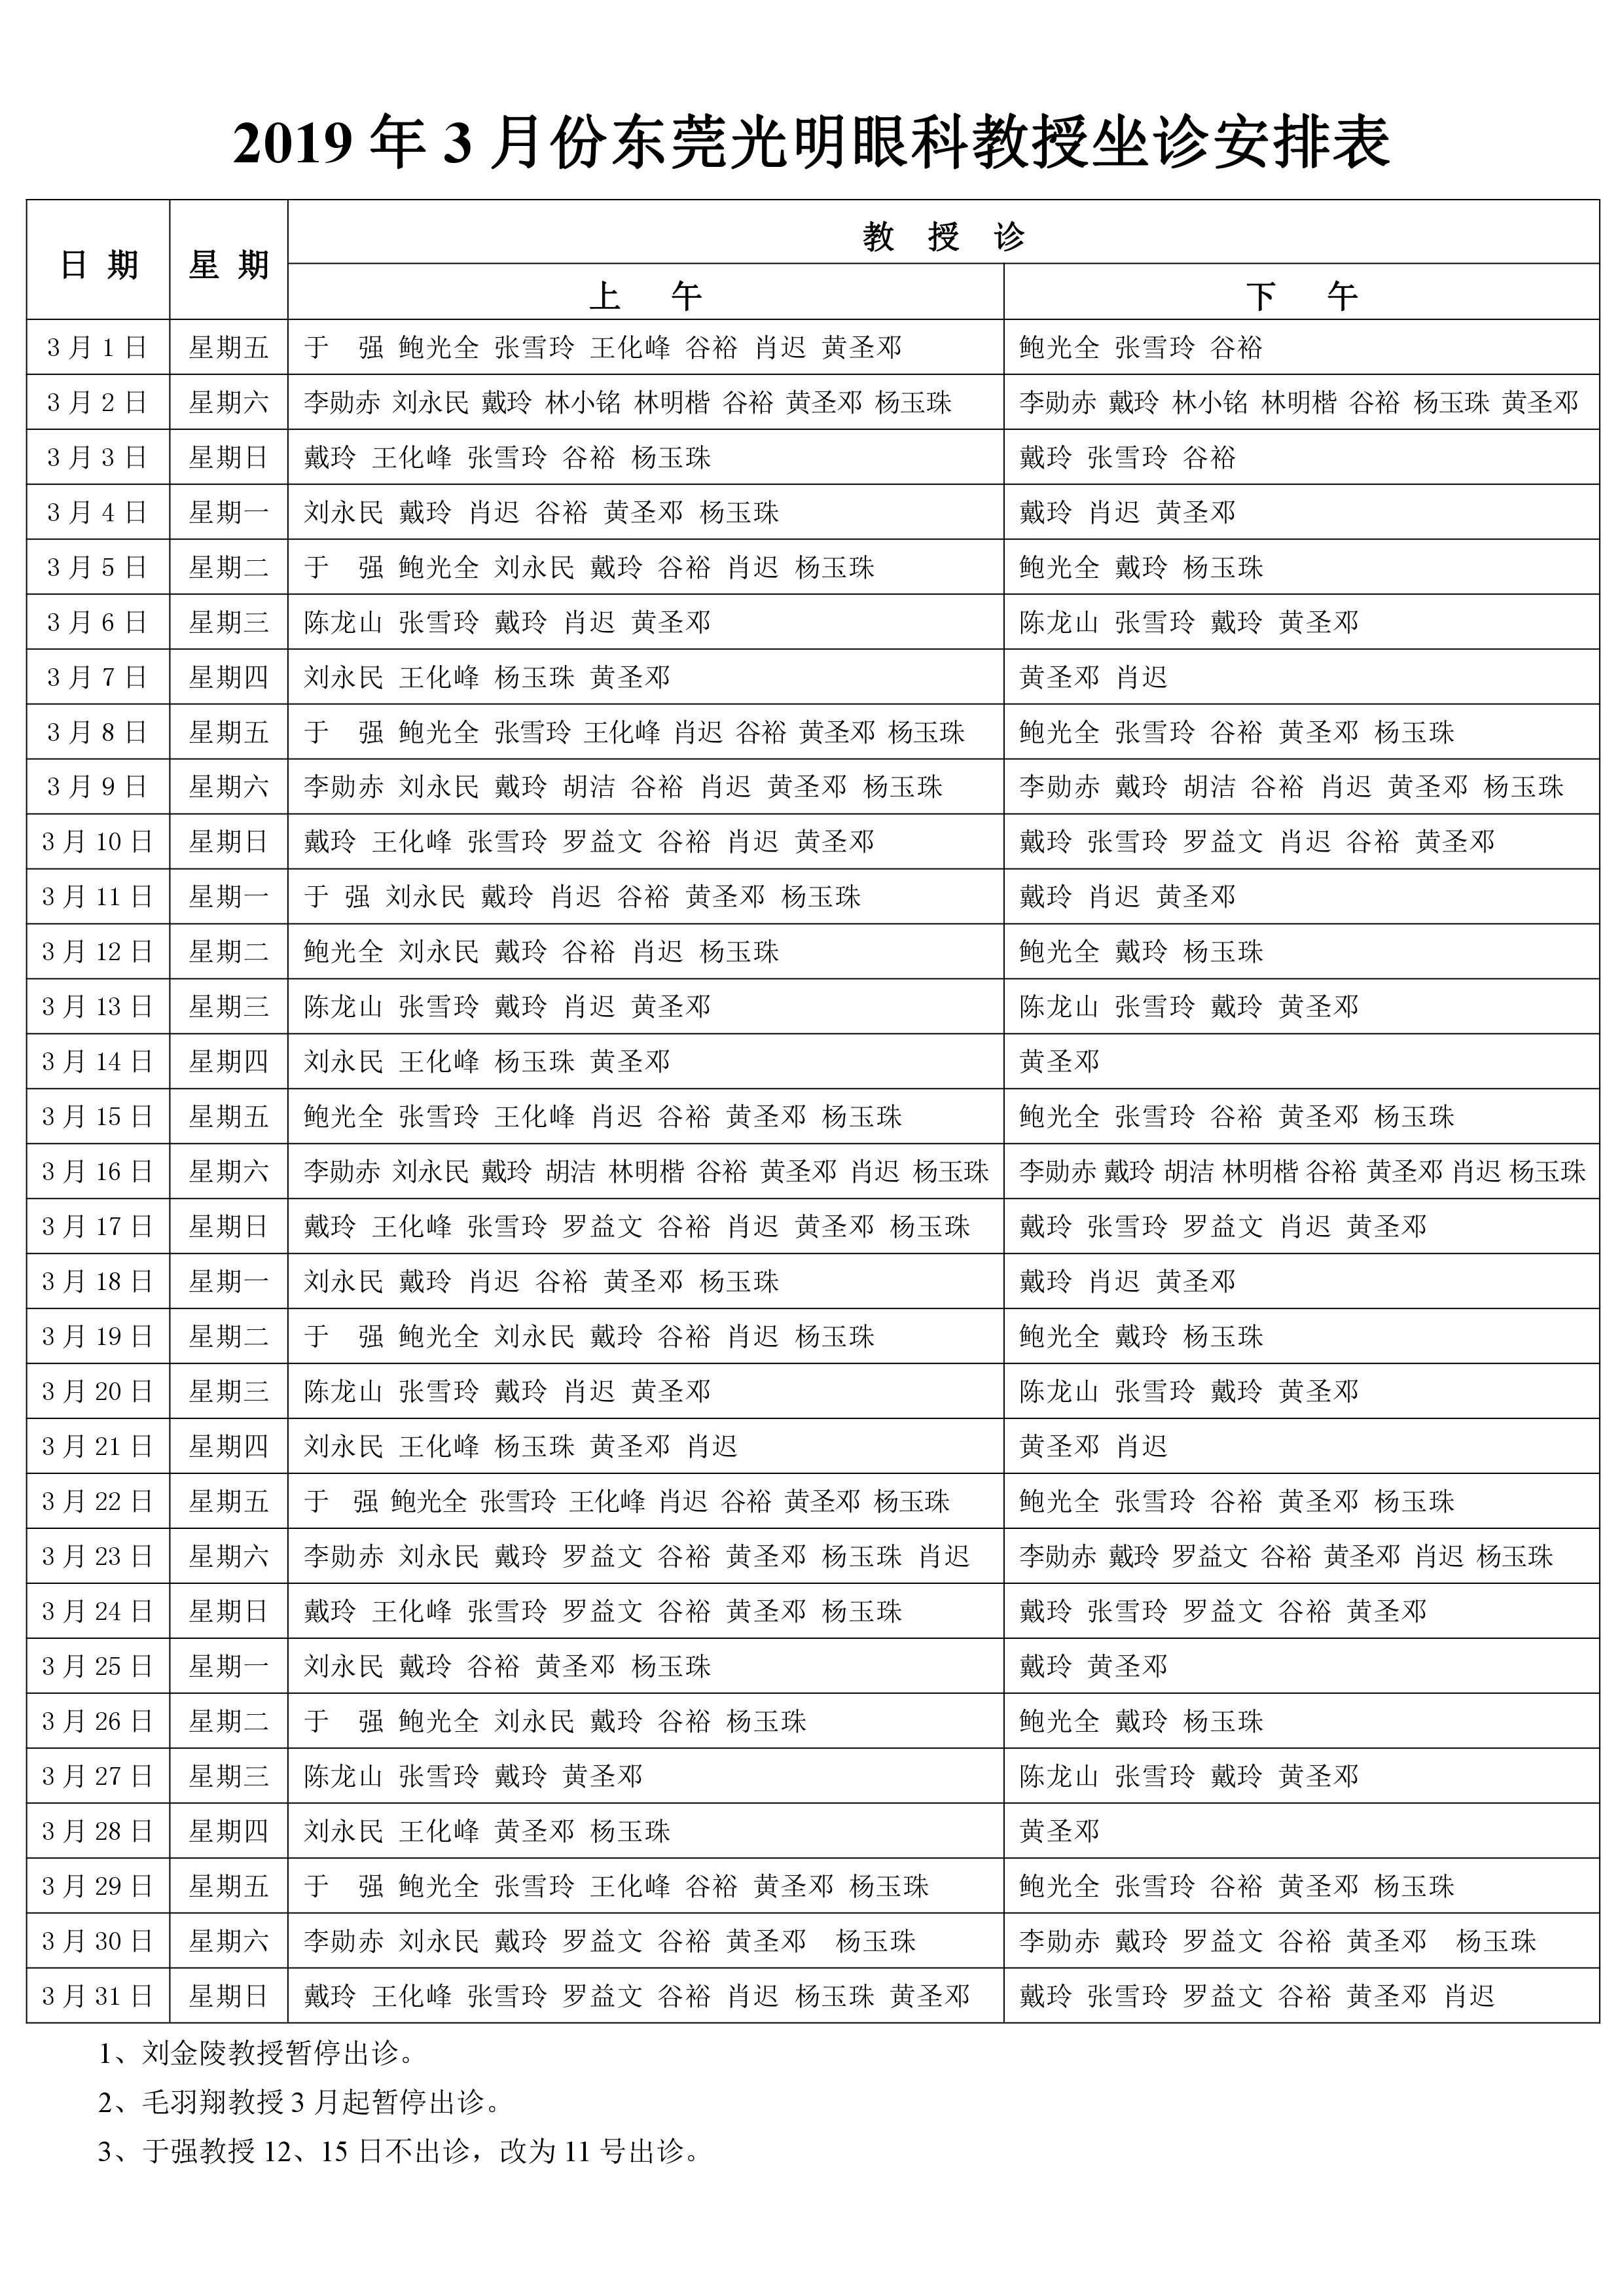 2019 年 3 月份东莞光明眼科教授坐诊安排表
日 期 星 期 教 授 诊
上 午 下 午
3 月 1 日 星期五 于 强 鲍光全 张雪玲 王化峰 谷裕 肖迟 黄圣邓 鲍光全 张雪玲 谷裕
3 月 2 日 星期六 李勋赤 刘永民 戴玲 林小铭 林明楷 谷裕 黄圣邓 杨玉珠 李勋赤 戴玲 林小铭 林明楷 谷裕 杨玉珠 黄圣邓
3 月 3 日 星期日 戴玲 王化峰 张雪玲 谷裕 杨玉珠 戴玲 张雪玲 谷裕
3 月 4 日 星期一 刘永民 戴玲 肖迟 谷裕 黄圣邓 杨玉珠 戴玲 肖迟 黄圣邓
3 月 5 日 星期二 于 强 鲍光全 刘永民 戴玲 谷裕 肖迟 杨玉珠 鲍光全 戴玲 杨玉珠
3 月 6 日 星期三 陈龙山 张雪玲 戴玲 肖迟 黄圣邓 陈龙山 张雪玲 戴玲 黄圣邓
3 月 7 日 星期四 刘永民 王化峰 杨玉珠 黄圣邓 黄圣邓 肖迟
3 月 8 日 星期五 于 强 鲍光全 张雪玲 王化峰 肖迟 谷裕 黄圣邓 杨玉珠 鲍光全 张雪玲 谷裕 黄圣邓 杨玉珠
3 月 9 日 星期六 李勋赤 刘永民 戴玲 胡洁 谷裕 肖迟 黄圣邓 杨玉珠 李勋赤 戴玲 胡洁 谷裕 肖迟 黄圣邓 杨玉珠
3 月 10 日 星期日 戴玲 王化峰 张雪玲 罗益文 谷裕 肖迟 黄圣邓 戴玲 张雪玲 罗益文 肖迟 谷裕 黄圣邓
3 月 11 日 星期一 于 强 刘永民 戴玲 肖迟 谷裕 黄圣邓 杨玉珠 戴玲 肖迟 黄圣邓
3 月 12 日 星期二 鲍光全 刘永民 戴玲 谷裕 肖迟 杨玉珠 鲍光全 戴玲 杨玉珠
3 月 13 日 星期三 陈龙山 张雪玲 戴玲 肖迟 黄圣邓 陈龙山 张雪玲 戴玲 黄圣邓
3 月 14 日 星期四 刘永民 王化峰 杨玉珠 黄圣邓 黄圣邓
3 月 15 日 星期五 鲍光全 张雪玲 王化峰 肖迟 谷裕 黄圣邓 杨玉珠 鲍光全 张雪玲 谷裕 黄圣邓 杨玉珠
3 月 16 日 星期六 李勋赤 刘永民 戴玲 胡洁 林明楷 谷裕 黄圣邓 肖迟 杨玉珠 李勋赤 戴玲 胡洁 林明楷 谷裕 黄圣邓 肖迟 杨玉珠
3 月 17 日 星期日 戴玲 王化峰 张雪玲 罗益文 谷裕 肖迟 黄圣邓 杨玉珠 戴玲 张雪玲 罗益文 肖迟 黄圣邓
3 月 18 日 星期一 刘永民 戴玲 肖迟 谷裕 黄圣邓 杨玉珠 戴玲 肖迟 黄圣邓
3 月 19 日 星期二 于 强 鲍光全 刘永民 戴玲 谷裕 肖迟 杨玉珠 鲍光全 戴玲 杨玉珠
3 月 20 日 星期三 陈龙山 张雪玲 戴玲 肖迟 黄圣邓 陈龙山 张雪玲 戴玲 黄圣邓
3 月 21 日 星期四 刘永民 王化峰 杨玉珠 黄圣邓 肖迟 黄圣邓 肖迟
3 月 22 日 星期五 于 强 鲍光全 张雪玲 王化峰 肖迟 谷裕 黄圣邓 杨玉珠 鲍光全 张雪玲 谷裕 黄圣邓 杨玉珠
3 月 23 日 星期六 李勋赤 刘永民 戴玲 罗益文 谷裕 黄圣邓 杨玉珠 肖迟 李勋赤 戴玲 罗益文 谷裕 黄圣邓 肖迟 杨玉珠
3 月 24 日 星期日 戴玲 王化峰 张雪玲 罗益文 谷裕 黄圣邓 杨玉珠 戴玲 张雪玲 罗益文 谷裕 黄圣邓
3 月 25 日 星期一 刘永民 戴玲 谷裕 黄圣邓 杨玉珠 戴玲 黄圣邓
3 月 26 日 星期二 于 强 鲍光全 刘永民 戴玲 谷裕 杨玉珠 鲍光全 戴玲 杨玉珠
3 月 27 日 星期三 陈龙山 张雪玲 戴玲 黄圣邓 陈龙山 张雪玲 戴玲 黄圣邓
3 月 28 日 星期四 刘永民 王化峰 黄圣邓 杨玉珠 黄圣邓
3 月 29 日 星期五 于 强 鲍光全 张雪玲 王化峰 谷裕 黄圣邓 杨玉珠 鲍光全 张雪玲 谷裕 黄圣邓 杨玉珠
3 月 30 日 星期六 李勋赤 刘永民 戴玲 罗益文 谷裕 黄圣邓 杨玉珠 李勋赤 戴玲 罗益文 谷裕 黄圣邓 杨玉珠
3 月 31 日 星期日 戴玲 王化峰 张雪玲 罗益文 谷裕 肖迟 杨玉珠 黄圣邓 戴玲 张雪玲 罗益文 谷裕 黄圣邓 肖迟
1、刘金陵教授暂停出诊。
2、毛羽翔教授 3 月起暂停出诊。
3、于强教授 12、15 日不出诊，改为 11 号出诊。